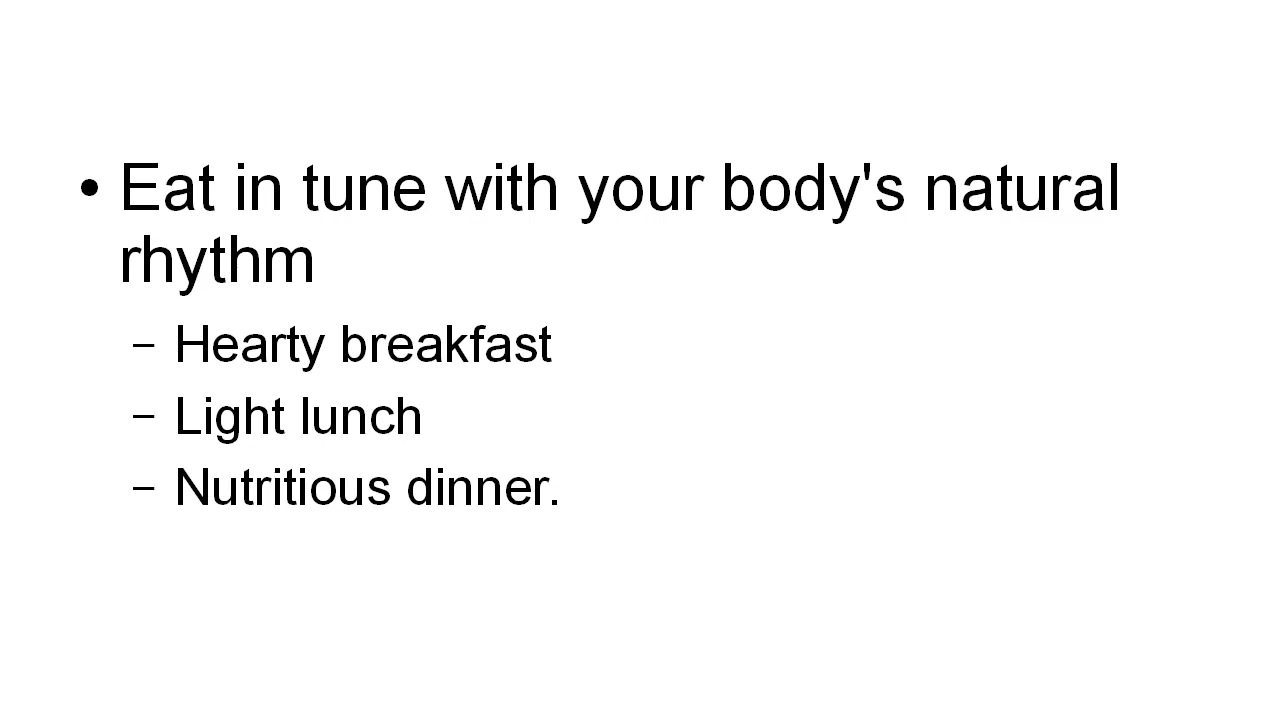 • Eat in tune with your body's natural
rhythm
– Hearty breakfast
– Light lunch
– Nutritious dinner.